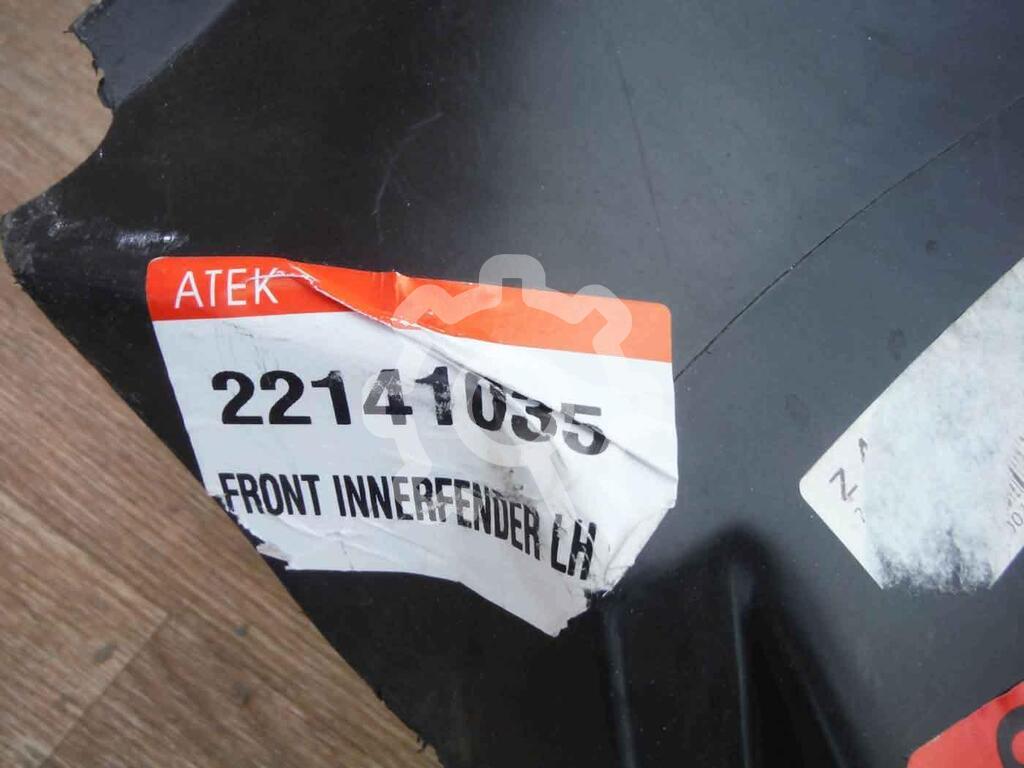 ATEK
22141035
FRONT INNERFENDER LH